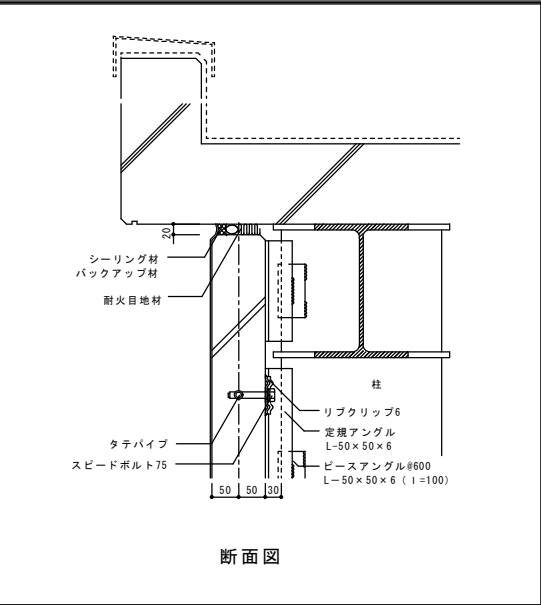 20
シーリング材
バックアップ材
耐火目地材
柱
リブクリップ6
定規アングル
L-50×50×6
タテパイプ
スピードボルト75
ピースアングル@600
L-50×50×6(l=100)
50 50 30
断面図